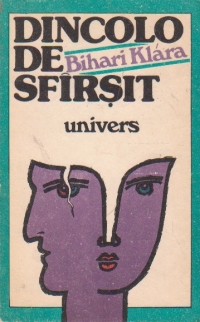 DINCOLO
DE
Bihari Klára
SFÎRȘIT
univers